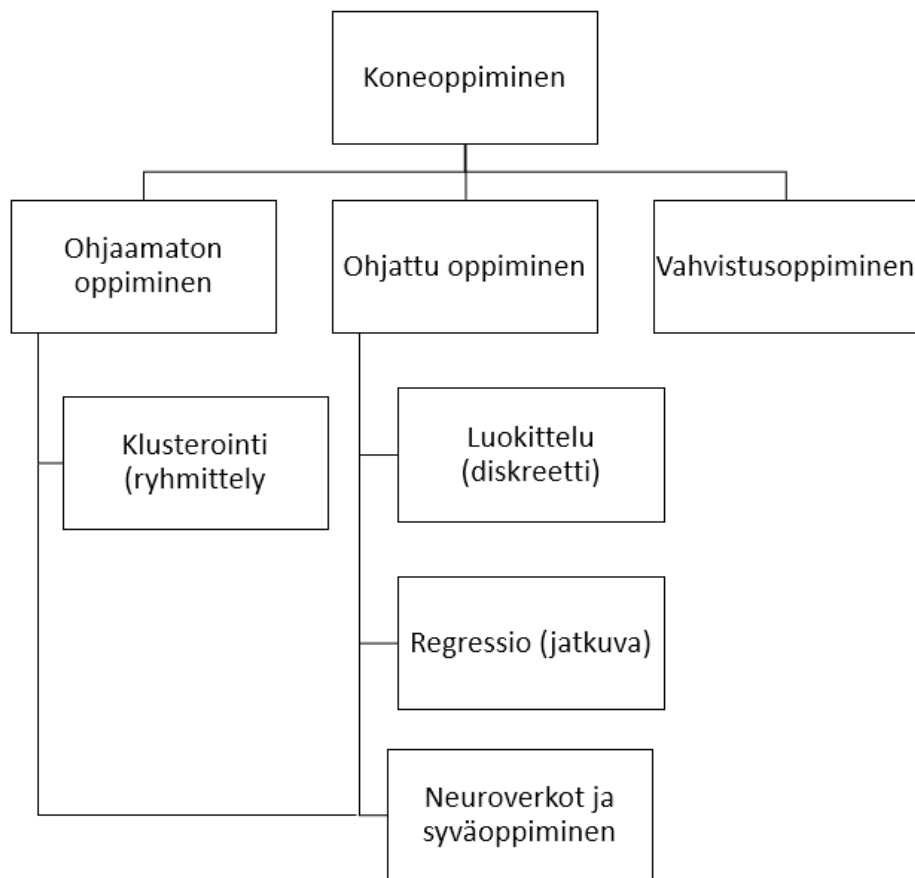 Koneoppiminen
Ohjaamaton
oppiminen
Ohjattu oppiminen
Vahvistusoppiminen
Klusterointi
(ryhmittely
Luokittelu
(diskreetti)
Regressio (jatkuva)
Neuroverkot ja
syväoppiminen